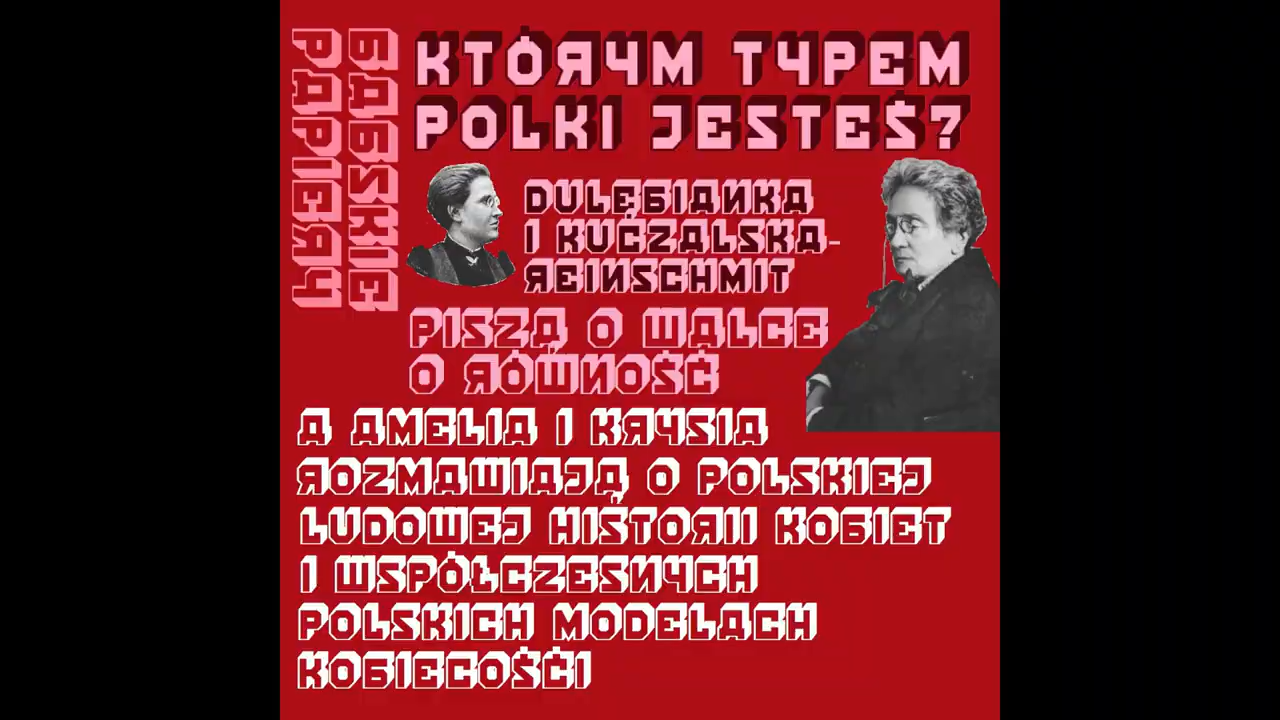 BABSKIE
PAPIERY
KTÓRYM TYPEM
POLKI JESTEŚ?
DULĘBIANKA
I KUCZALSKA-
REINSCHMIT
PISZĄ O WALCE
O RÓWNOŚĆ
A AMELIA I KRYSIA
ROZMAWIAJĄ O POLSKIEJ
LUDOWEJ HISTORII KOBIET
I WSPÓŁCZESNYCH
POLSKICH MODELACH
KOBIECOŚCI